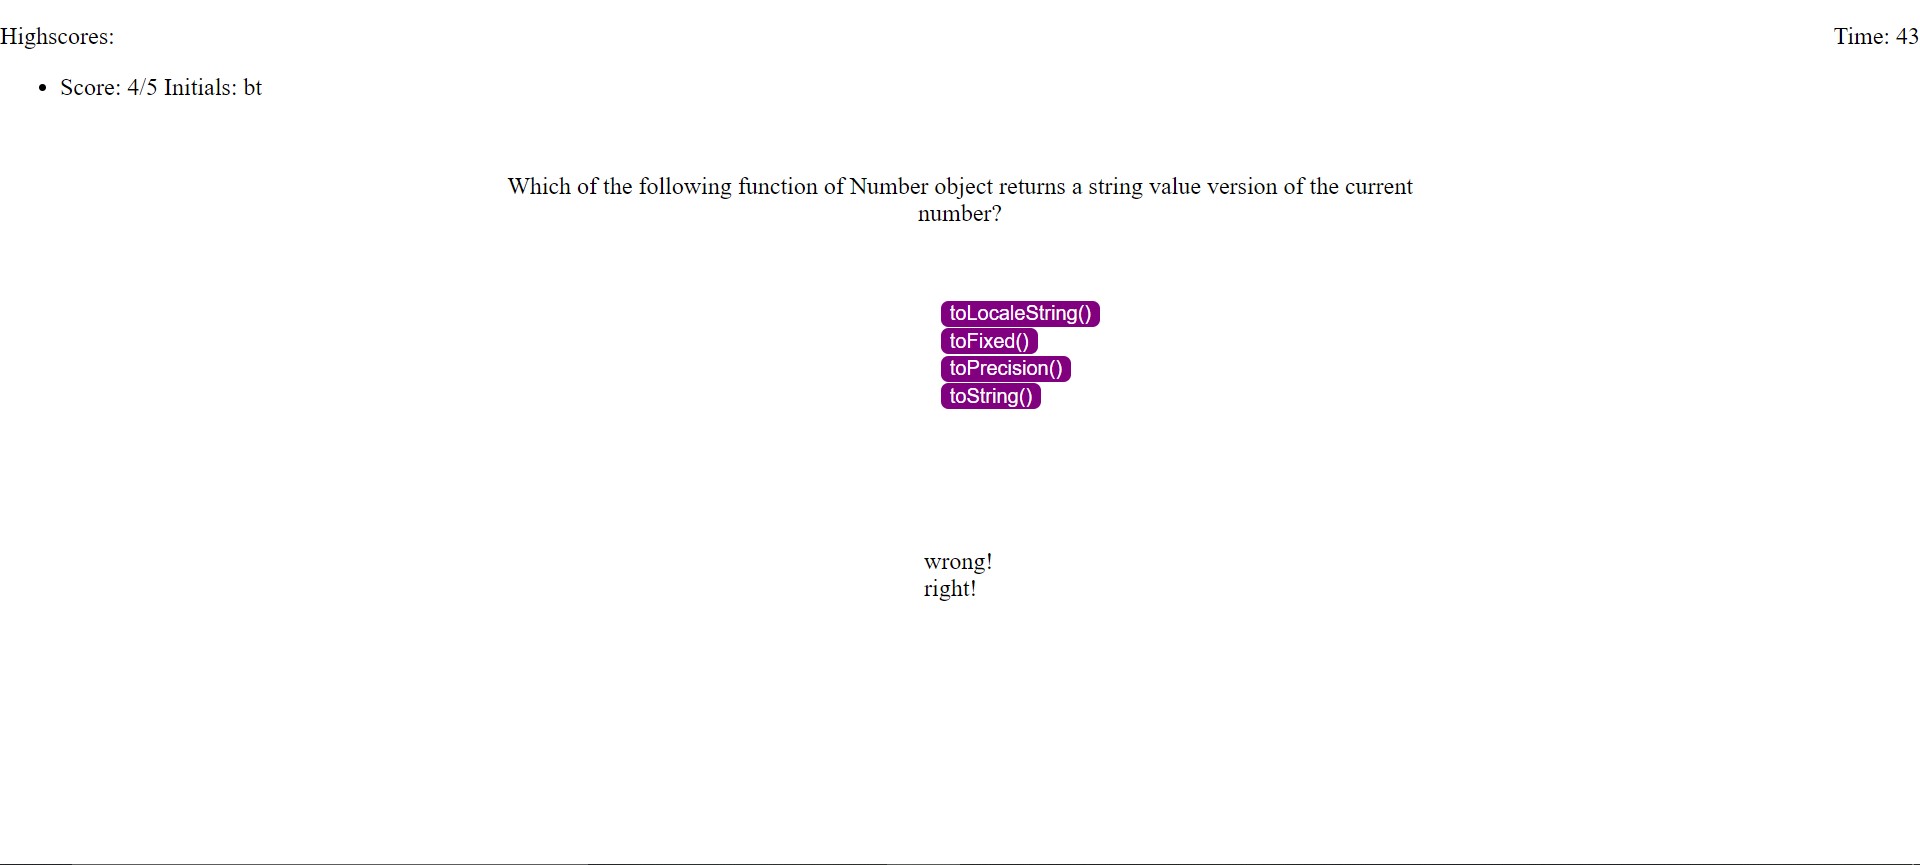 Highscores:
Time: 43
Score: 4/5 Initials: bt
Which of the following function of Number object returns a string value version of the current
number?
toLocaleString()
toFixed()
toPrecision()
toString()
wrong!
right!